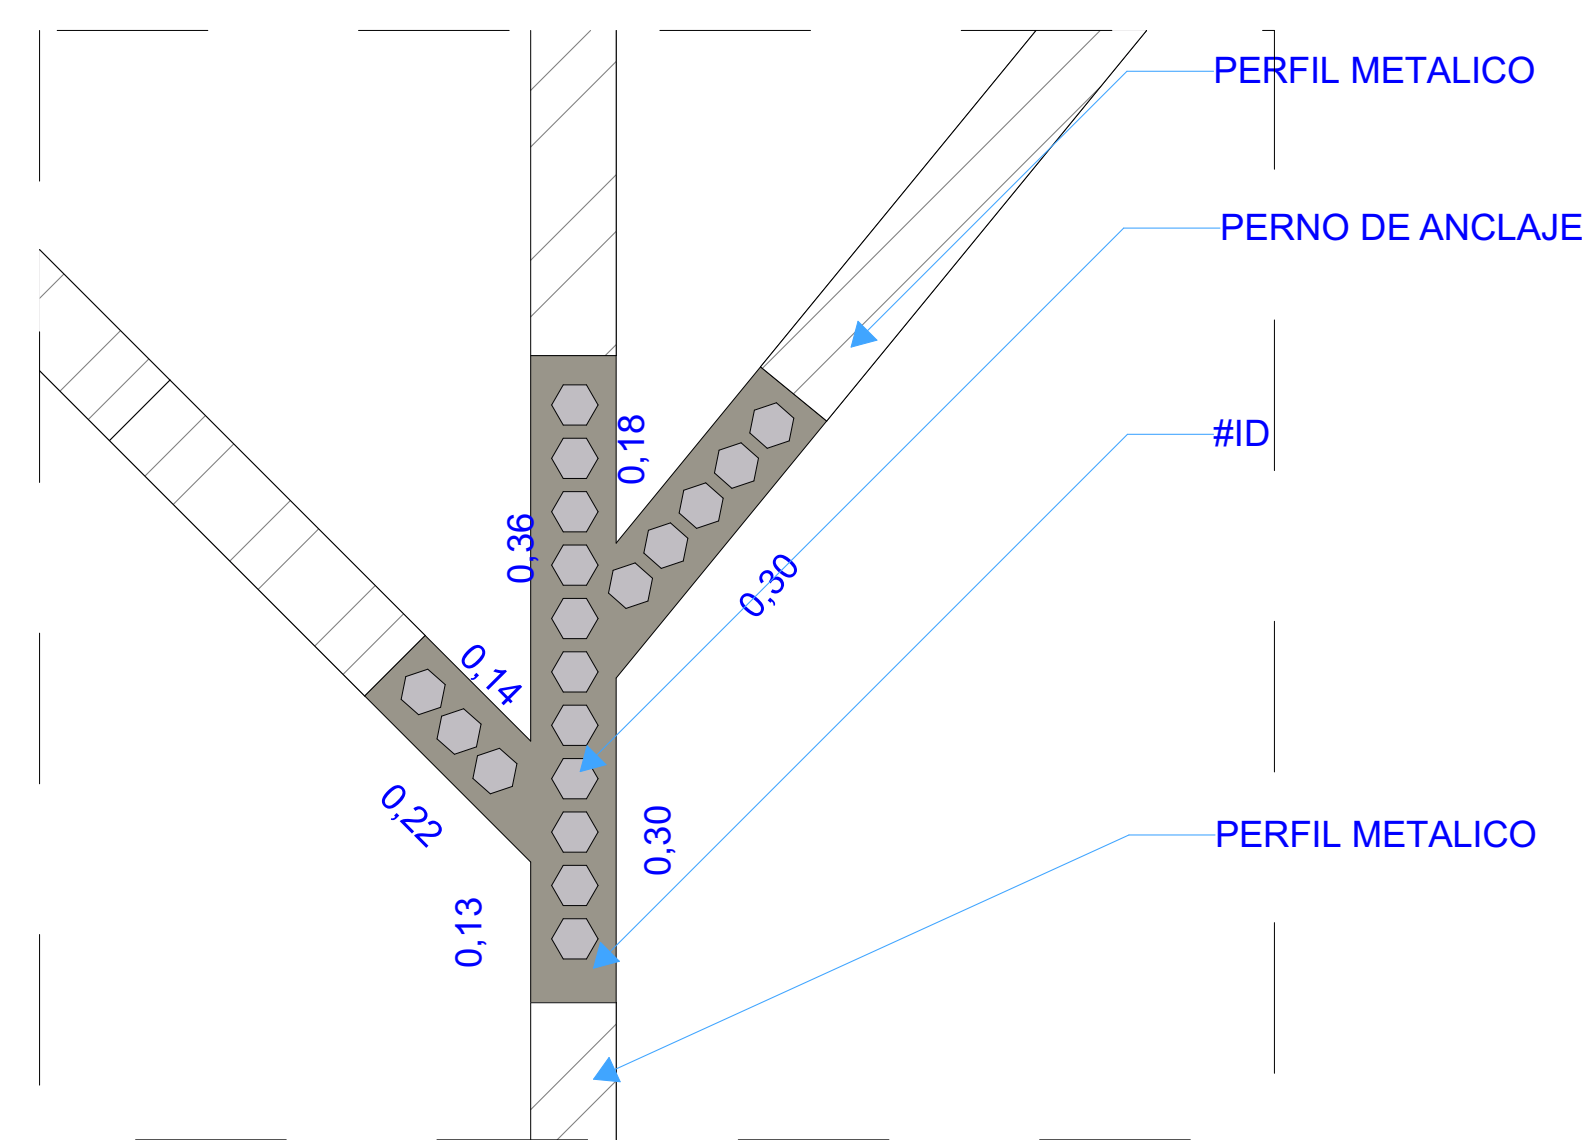 PERFIL METALICO
PERNO DE ANCLAJE
#ID
0,18
0,36
0,30
0,14
0,22
0,30
PERFIL METALICO
0,13